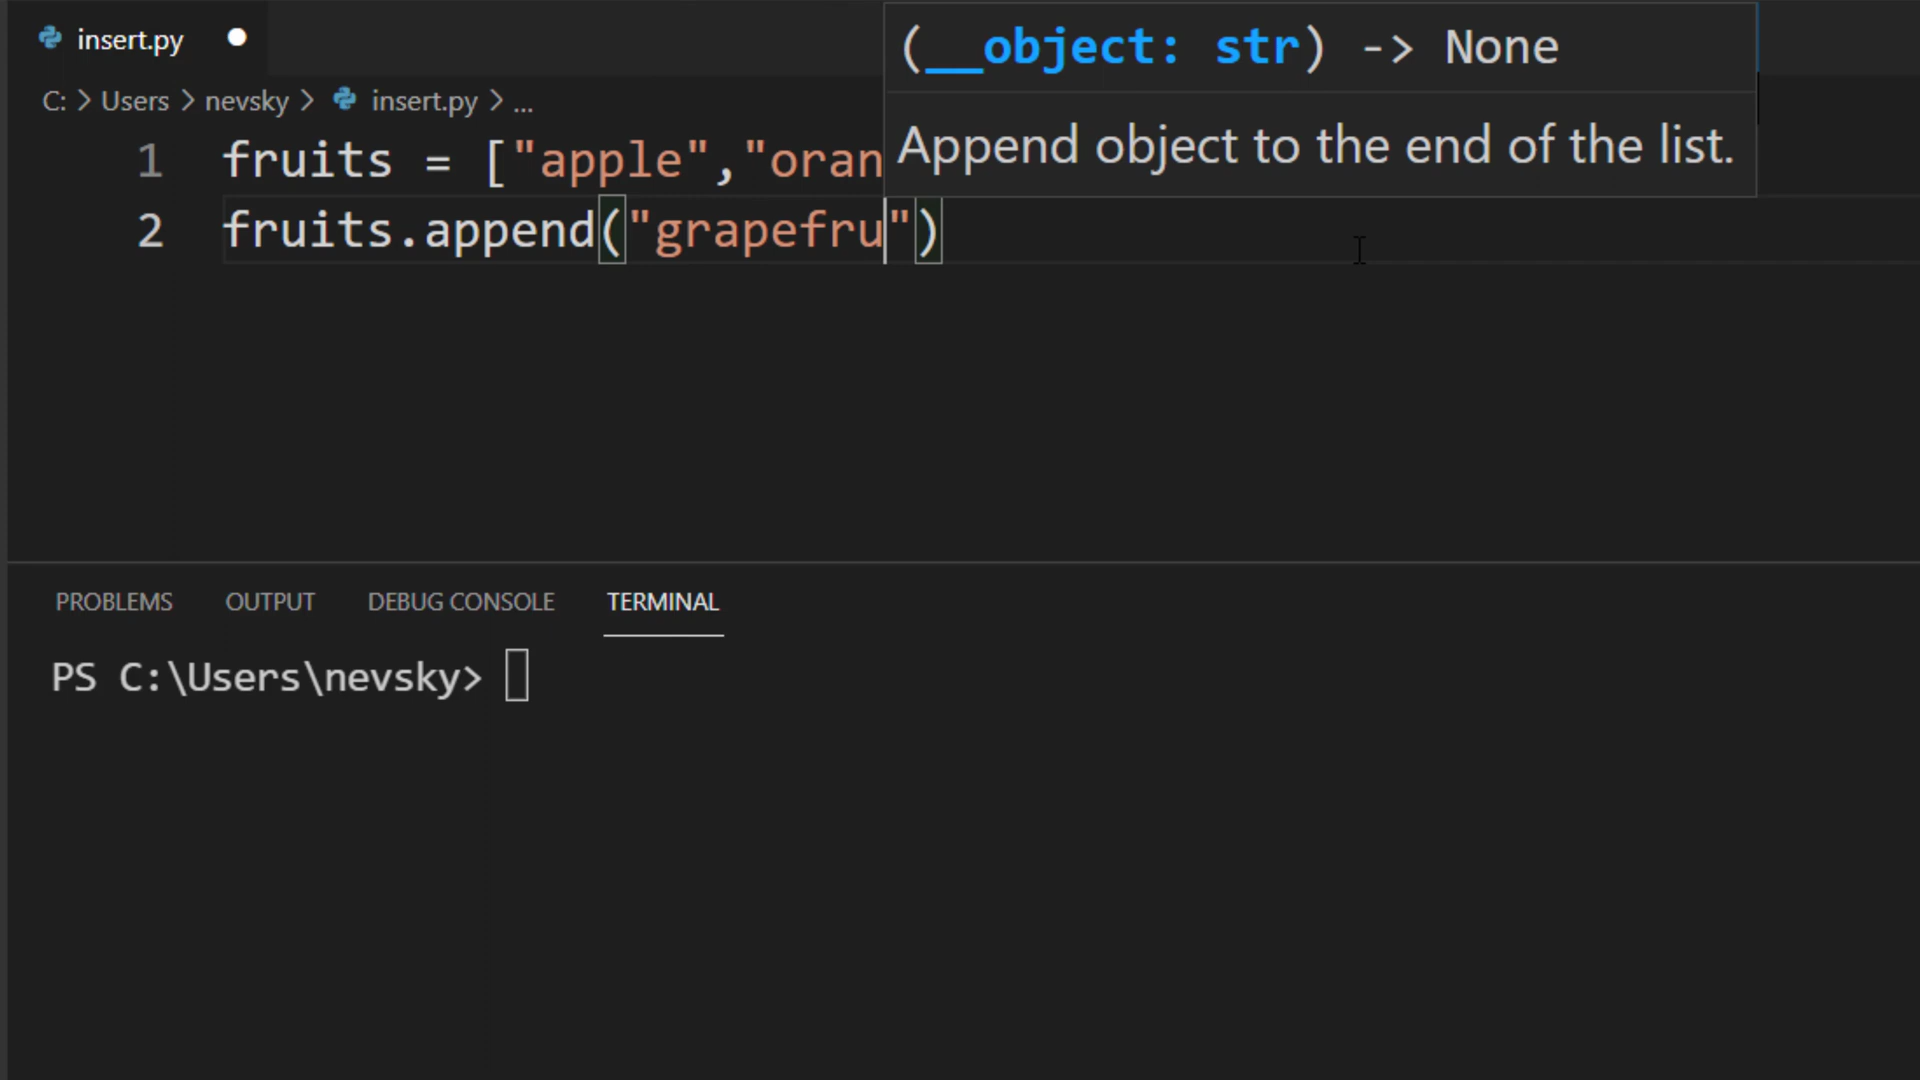 insert.py
(__object: str) -> None
C: > Users > nevsky > insert.py > ...
Append object to the end of the list.
1 fruits = ["apple","oran
2 fruits.append("grapefru")
PROBLEMS OUTPUT DEBUG CONSOLE TERMINAL
PS C:\Users\nevsky>